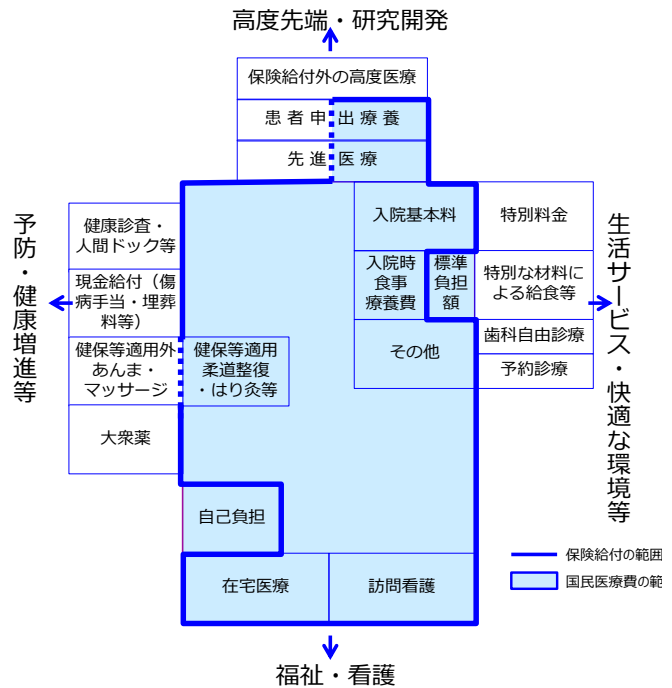 高度先端・研究開発
保険給付外の高度医療
患者申出療養
先進医療
予防・健康増進等
健康診査・
人間ドック等
現金給付（傷
病手当・埋葬
料等）
健保等適用外
あんま・
マッサージ
大衆薬
健保等適用
柔道整復
・はり灸等
入院基本料
入院時
食事
療養費
標準
負担
額
その他
特別料金
特別な材料に
よる給食等
歯科自由診療
予約診療
生活サービス・快適な環境等
自己負担
在宅医療
訪問看護
保険給付の範囲
国民医療費の範
福祉・看護